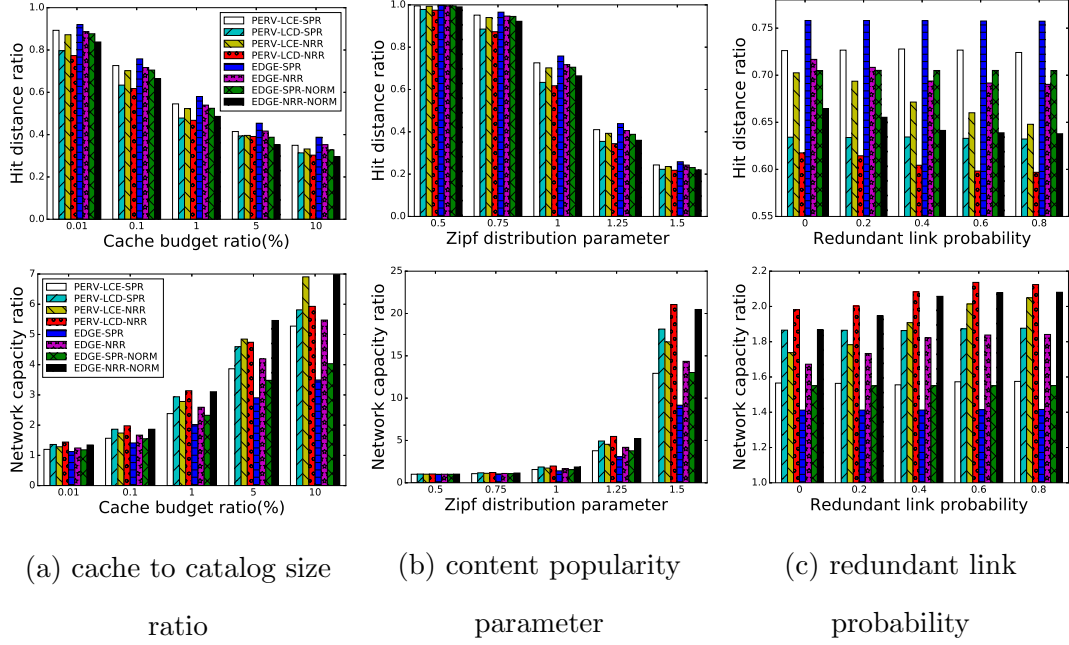 1.0
0.8
0.6
0.4
0.2
0.0
Hit distance ratio
PERV-LCE-SPR
PERV-LCD-SPR
PERV-LCE-NRR
PERV-LCD-NRR
EDGE-SPR
EDGE-NRR
EDGE-SPR-NORM
EDGE-NRR-NORM
0.01 0.1 1 5 10
Cache budget ratio(%)
1.0
0.8
0.6
0.4
0.2
0.0
Hit distance ratio
0.5 0.75 1 1.25 1.5
Zipf distribution parameter
0.75
0.70
0.65
0.60
0.55
Hit distance ratio
0 0.2 0.4 0.6 0.8
Redundant link probability
7
6
5
4
3
2
1
0
Network capacity ratio
PERV-LCE-SPR
PERV-LCD-SPR
PERV-LCE-NRR
PERV-LCD-NRR
EDGE-SPR
EDGE-NRR
EDGE-SPR-NORM
EDGE-NRR-NORM
0.01 0.1 1 5 10
Cache budget ratio(%)
25
20
15
10
5
0
Network capacity ratio
0.5 0.75 1 1.25 1.5
Zipf distribution parameter
2.2
2.0
1.8
1.6
1.4
1.2
1.0
Network capacity ratio
0 0.2 0.4 0.6 0.8
Redundant link probability
(a) cache to catalog size
ratio
(b) content popularity
parameter
(c) redundant link
probability